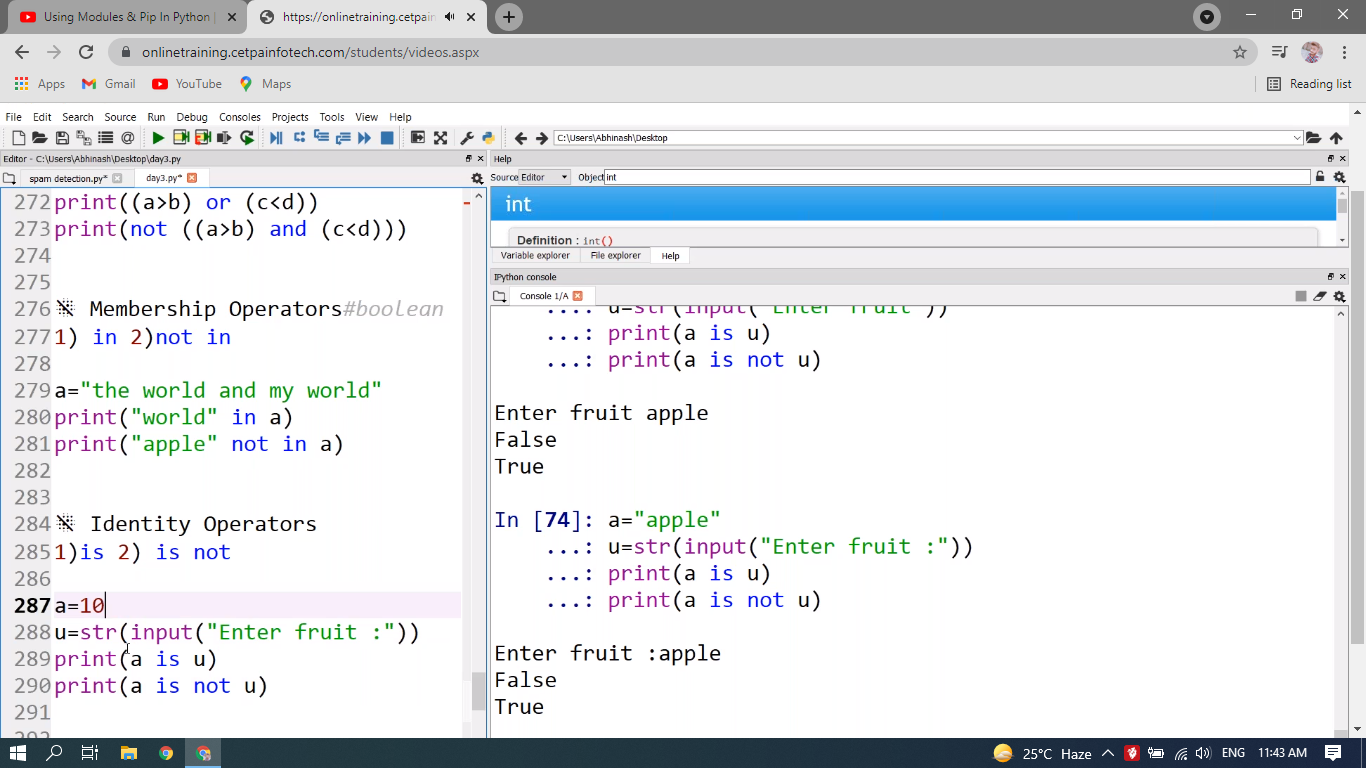 Using Modules & Pip In Python |
https://onlinetraining.cetpain
onlinetraining.cetpainfotech.com/students/videos.aspx
Apps Gmail YouTube Maps Reading list
File Edit Search Source Run Debug Consoles Projects Tools View Help
C:\Users\Abhinash\Desktop
Editor - C:\Users\Abhinash\Desktop\day3.py
Help
spam detection.py* day3.py*
Source Editor Object int
int
Definition : int()
Variable explorer File explorer Help
IPython console
Console 1/A
272 print((a>b) or (c<d))
273 print(not ((a>b) and (c<d)))
274
275
276 ※ Membership Operators#boolean
277 1) in 2)not in
278
279 a="the world and my world"
280 print("world" in a)
281 print("apple" not in a)
282
283
284 ※ Identity Operators
285 1)is 2) is not
286
287 a=10
288 u=str(input("Enter fruit :"))
289 print(a is u)
290 print(a is not u)
291
292
...: u=str(input("Enter fruit"))
...: print(a is u)
...: print(a is not u)
Enter fruit apple
False
True
In [74]: a="apple"
...: u=str(input("Enter fruit :"))
...: print(a is u)
...: print(a is not u)
Enter fruit :apple
False
True
25°C Haze ENG 11:43 AM